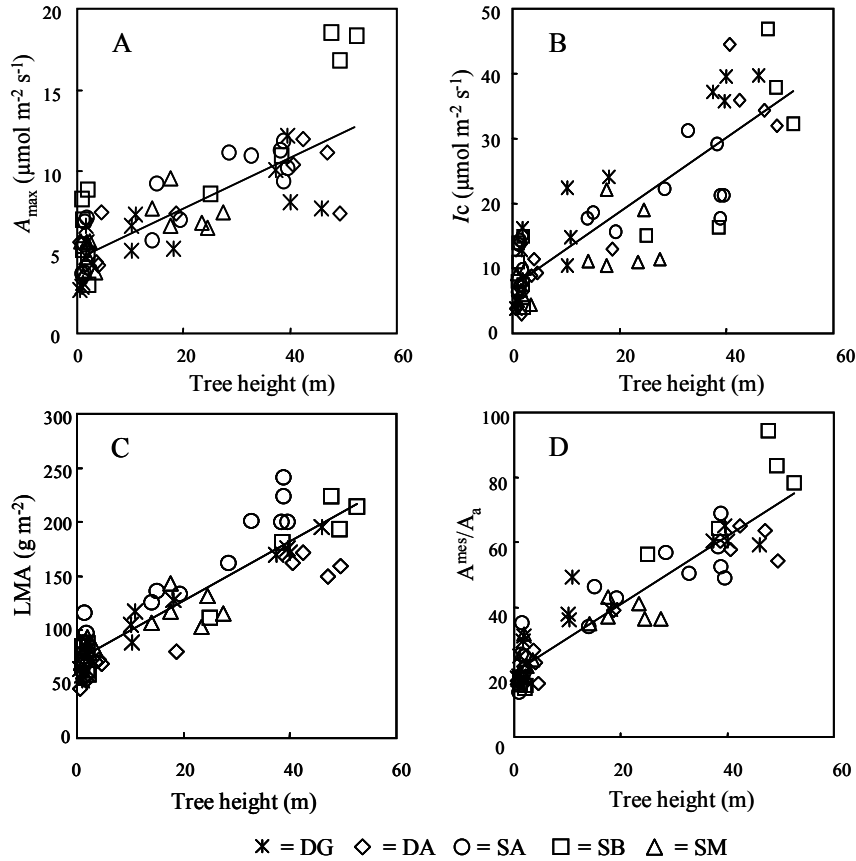 20
15
10
5
0
A
Amax (µmol m-2 s-1)
0 20 40 60
Tree height (m)
50
40
30
20
10
0
B
Ic (µmol m-2 s-1)
0 20 40 60
Tree height (m)
300
250
200
150
100
50
0
C
LMA (g m-2)
0 20 40 60
Tree height (m)
100
80
60
40
20
0
D
Ames/Aa
0 20 40 60
Tree height (m)
= DG = DA = SA = SB = SM